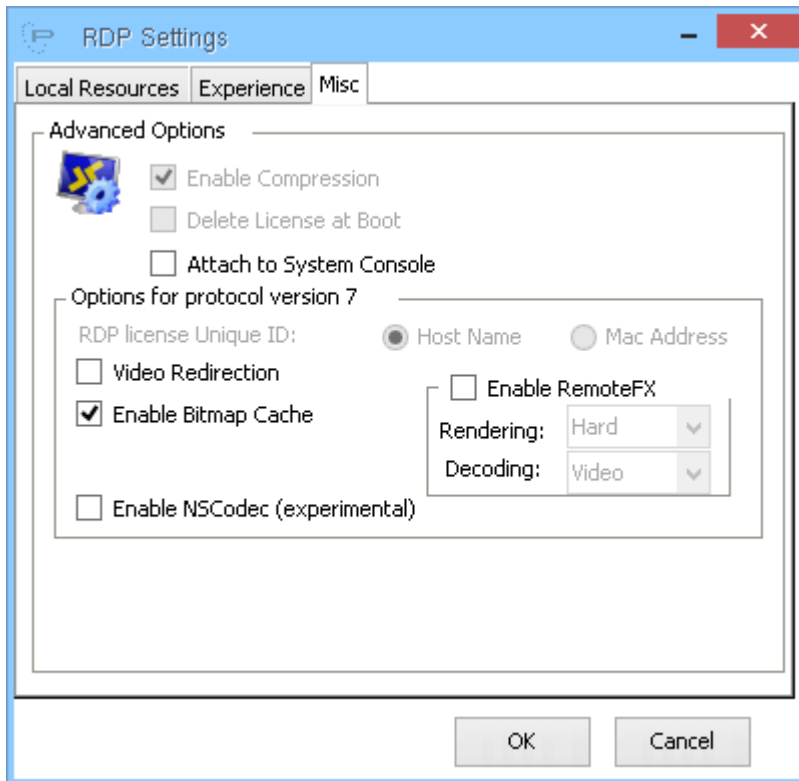 RDP Settings
Local Resources Experience Misc
Advanced Options
Enable Compression
Delete License at Boot
Attach to System Console
Options for protocol version 7
RDP license Unique ID: Host Name Mac Address
Video Redirection
Enable RemoteFX
Enable Bitmap Cache
Rendering: Hard
Decoding: Video
Enable NSCodec (experimental)
OK Cancel